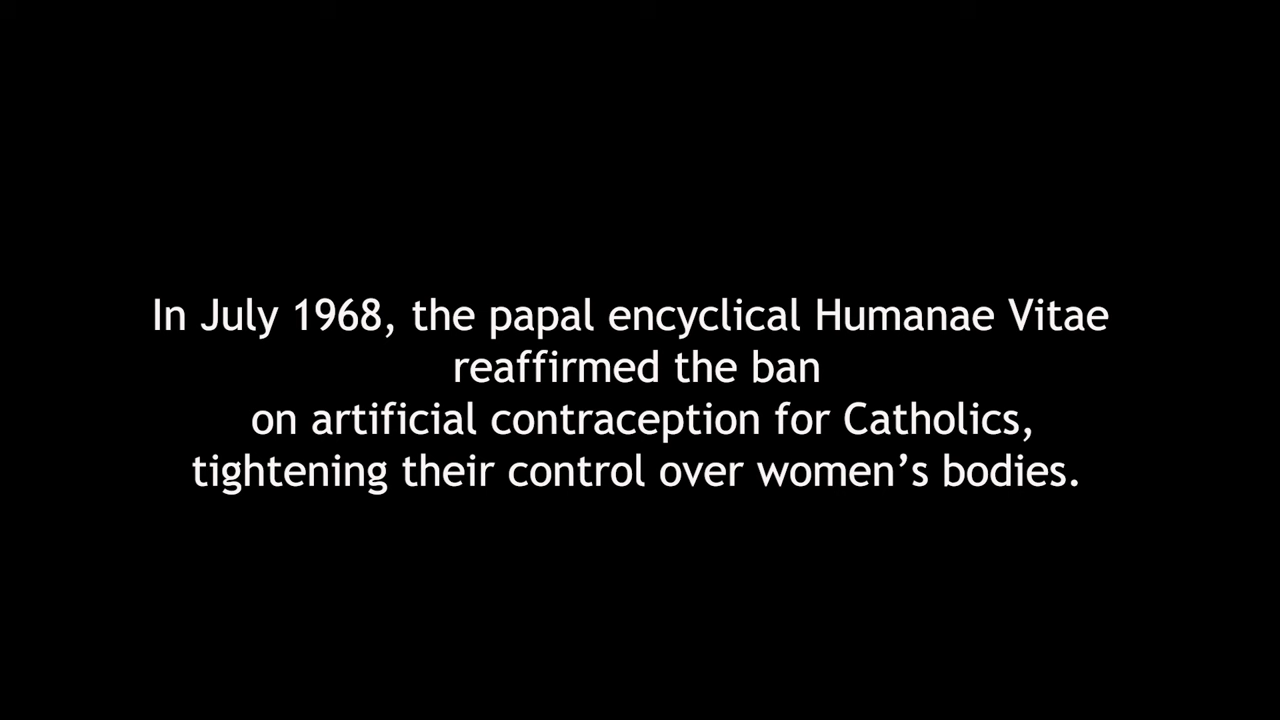 In July 1968, the papal encyclical Humanae Vitae
reaffirmed the ban
on artificial contraception for Catholics,
tightening their control over women’s bodies.